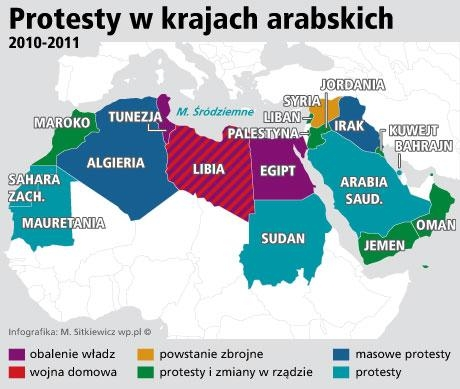 Protesty w krajach arabskich
2010-2011
JORDANIA
SYRIA
TUNEZJA
M. Śródziemne
LIBAN
MAROKO
PALESTYNA
IRAK
KUWEJT
BAHRAJN
ALGIERIA
LIBIA
EGIPT
SAHARA
ZACH.
ARABIA
SAUD.
MAURETANIA
OMAN
SUDAN
JEMEN
Infografika: M. Sitkiewicz wp.pl ©
obalenie władz
powstanie zbrojne
masowe protesty
wojna domowa
protesty i zmiany w rządzie
protesty